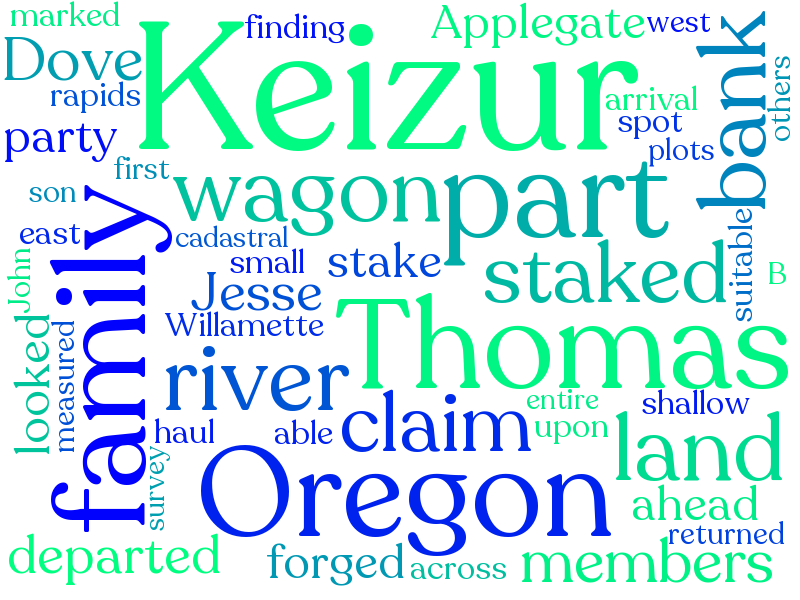 marked
finding
Applegate
west
Keizur
Dove
bank
others
rapids
arrival
party
spot
plots
first
part
son
wagon
family
east
cadastral
suitable
John
small
stake
staked
B
Jesse
Willamette
Thomas
looked
measured
river
entire
shallow
claim
haul
able
upon
land
Oregon
survey
ahead
returned
departed
forged
across
members